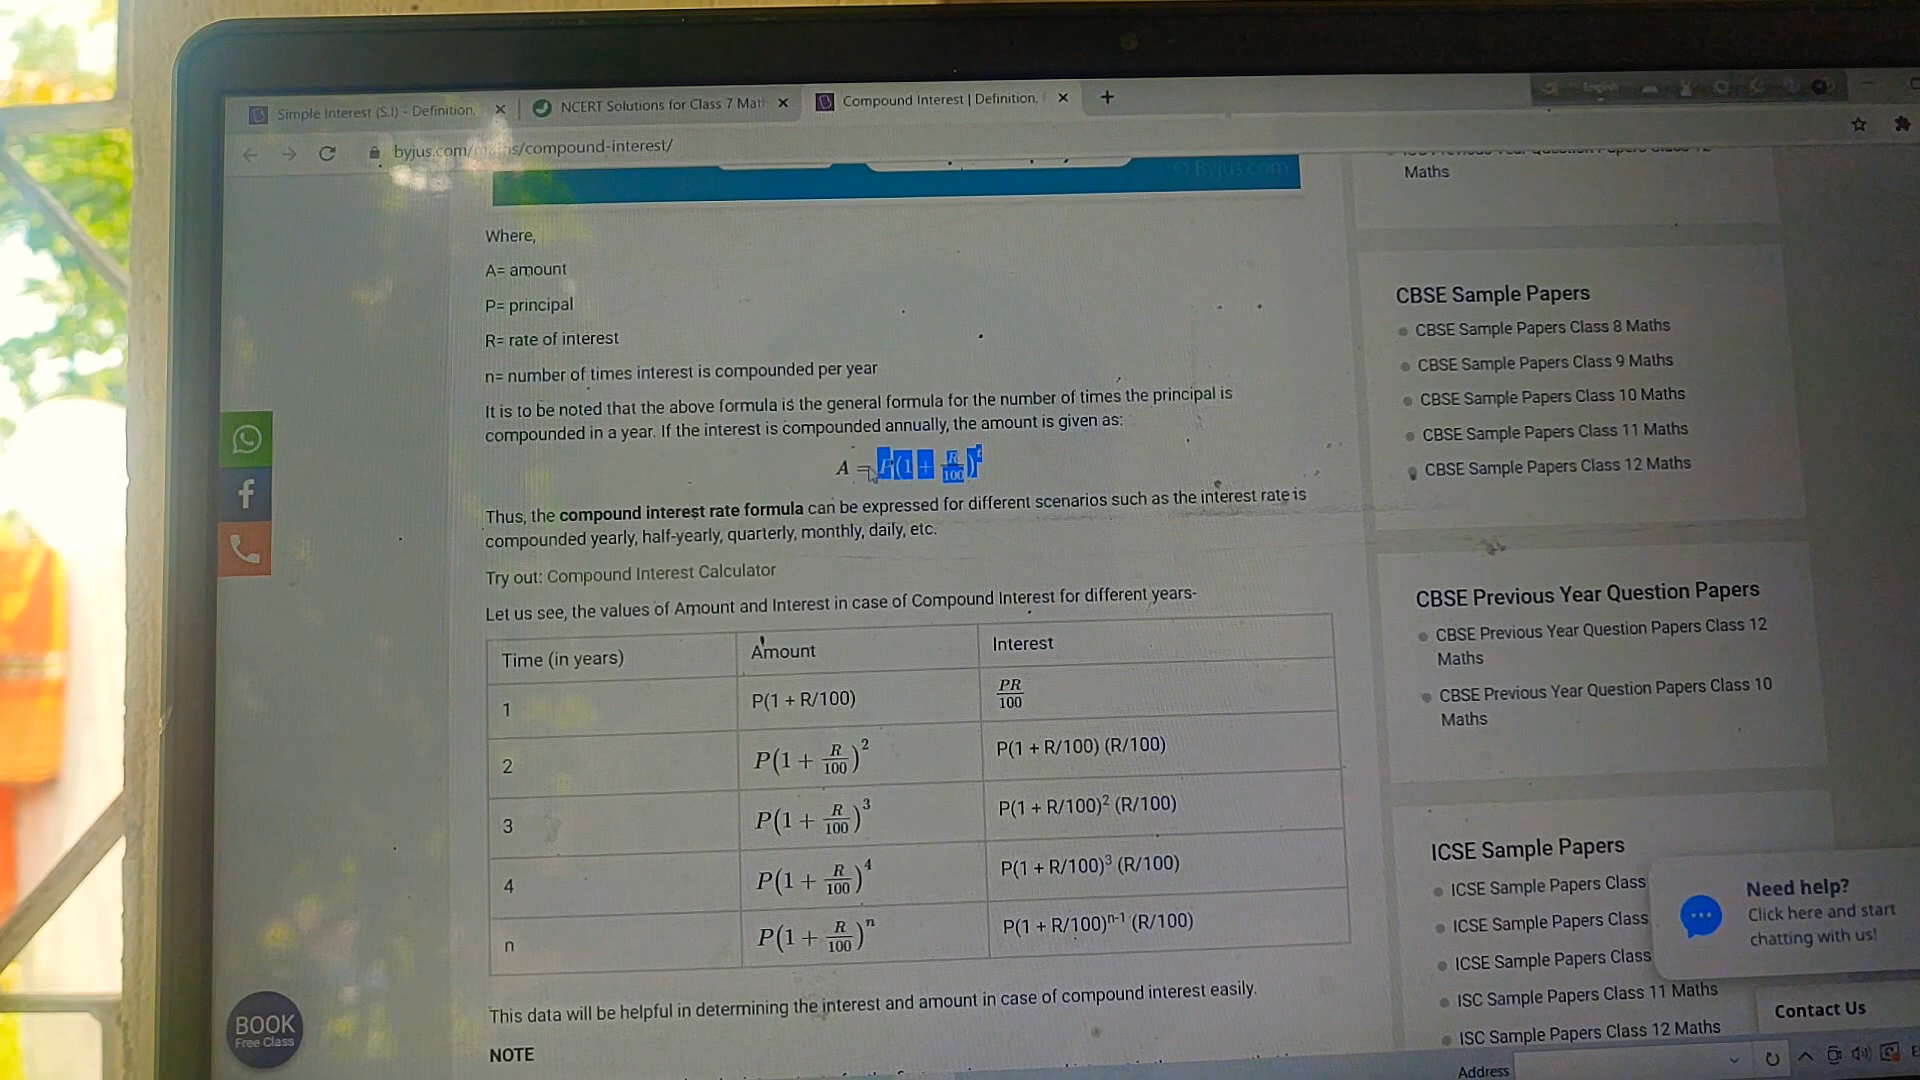 Simple Interest (S.I) - Definition,
NCERT Solutions for Class 7 Mat
Compound Interest | Definition,
English
byjus.com/maths/compound-interest/
© Byjus.com
Where,
A= amount
P= principal
R= rate of interest
n= number of times interest is compounded per year
It is to be noted that the above formula is the general formula for the number of times the principal is
compounded in a year. If the interest is compounded annually, the amount is given as:
A = P(1 + R/100)^t
Thus, the compound interest rate formula can be expressed for different scenarios such as the interest rate is
compounded yearly, half-yearly, quarterly, monthly, daily, etc.
Try out: Compound Interest Calculator
Let us see, the values of Amount and Interest in case of Compound Interest for different years-
Time (in years) Amount Interest
1 P(1 + R/100) PR/100
2 P(1 + R/100)² P(1 + R/100) (R/100)
3 P(1 + R/100)³ P(1 + R/100)² (R/100)
4 P(1 + R/100)⁴ P(1 + R/100)³ (R/100)
n P(1 + R/100)ⁿ P(1 + R/100)ⁿ⁻¹ (R/100)
This data will be helpful in determining the interest and amount in case of compound interest easily.
NOTE
BOOK
Free Class
Maths
CBSE Sample Papers
CBSE Sample Papers Class 8 Maths
CBSE Sample Papers Class 9 Maths
CBSE Sample Papers Class 10 Maths
CBSE Sample Papers Class 11 Maths
CBSE Sample Papers Class 12 Maths
CBSE Previous Year Question Papers
CBSE Previous Year Question Papers Class 12
Maths
CBSE Previous Year Question Papers Class 10
Maths
ICSE Sample Papers
ICSE Sample Papers Class
ICSE Sample Papers Class
ICSE Sample Papers Class
ISC Sample Papers Class 11 Maths
ISC Sample Papers Class 12 Maths
Need help?
Click here and start
chatting with us!
Contact Us
Address